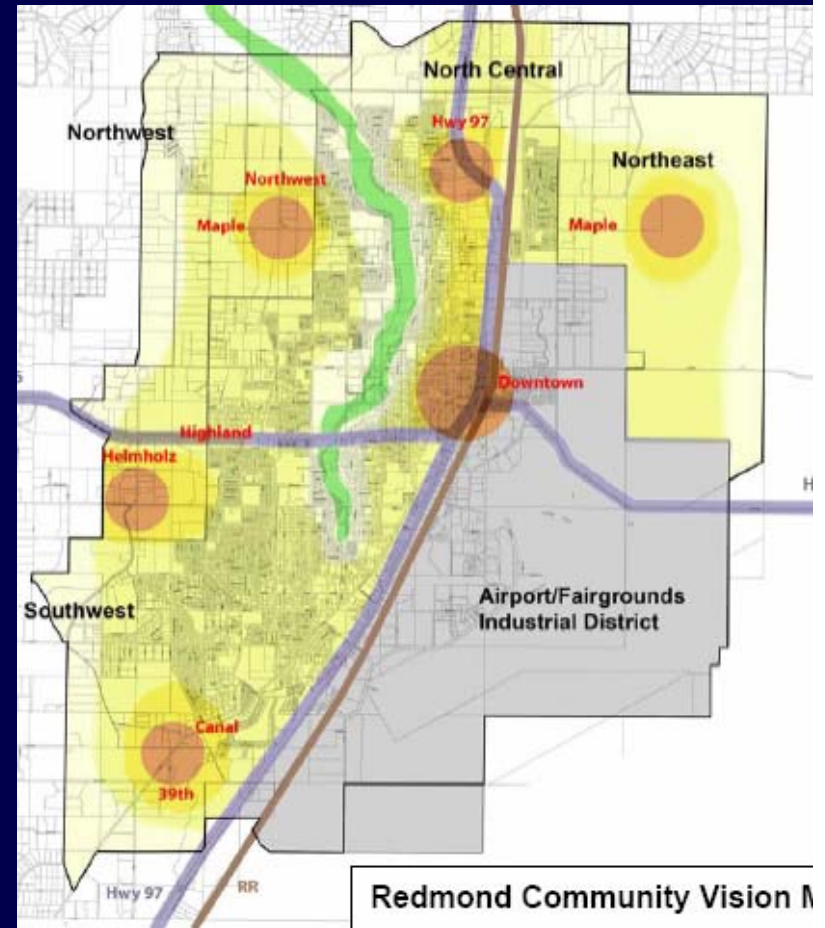 North Central
Hwy 97
Northwest
Northeast
Northwest
Maple
Maple
Downtown
Highland
Helmholz
H
Southwest
Airport/Fairgrounds
Industrial District
Canal
39th
Hwy 97
RR
Redmond Community Vision M